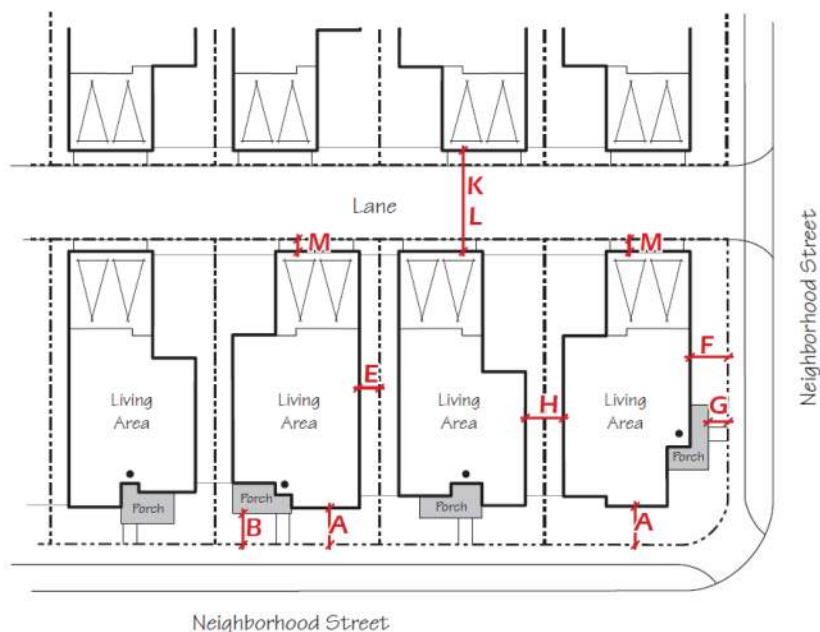 K
L
Lane
M
M
F
E
Living
Area
Living
Area
Living
Area
Living
Area
H
G
Porch
Porch
Porch
Porch
B
A
A
Neighborhood Street
Neighborhood Street